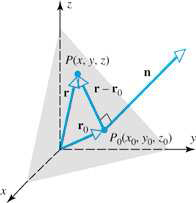 z
P(x, y, z)
n
r
r − r₀
r₀
P₀(x₀, y₀, z₀)
y
x